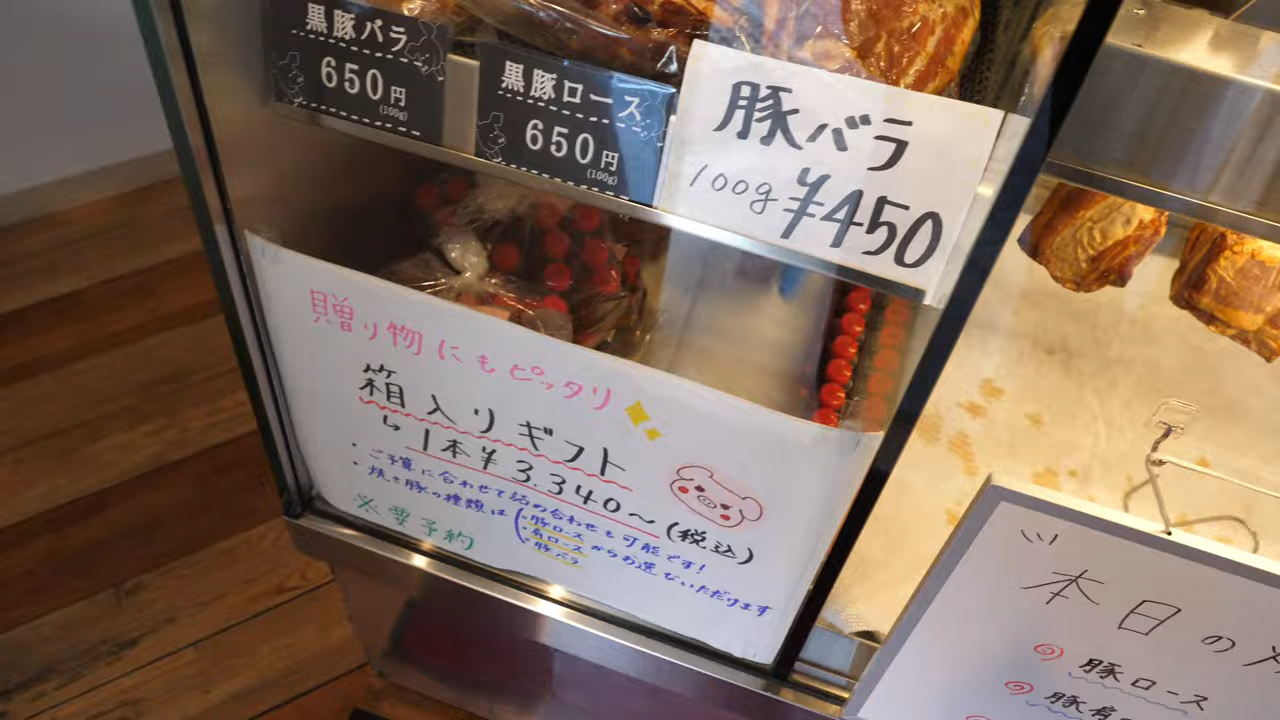 黒豚バラ
650円
(100g)
黒豚ロース
650円
(100g)
豚バラ
100g ¥450
贈り物にもピッタリ
箱入りギフト
↳1本¥3.340〜(税込)
・ご予算に合わせて詰め合わせも可能です!
・焼き豚の種類は(・豚ロース
・肩ロース からお選びいただけます
・豚バラ
※要予約
本日の
豚ロース
豚肩